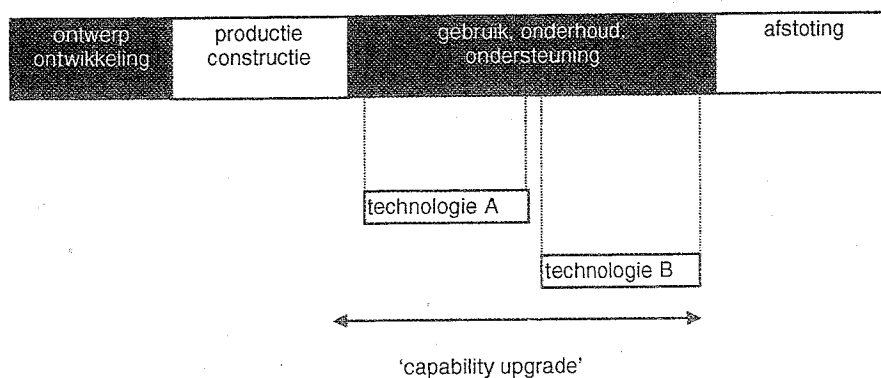 ontwerp
ontwikkeling
productie
constructie
gebruik, onderhoud,
ondersteuning
afstoting
technologie A
technologie B
'capability upgrade'